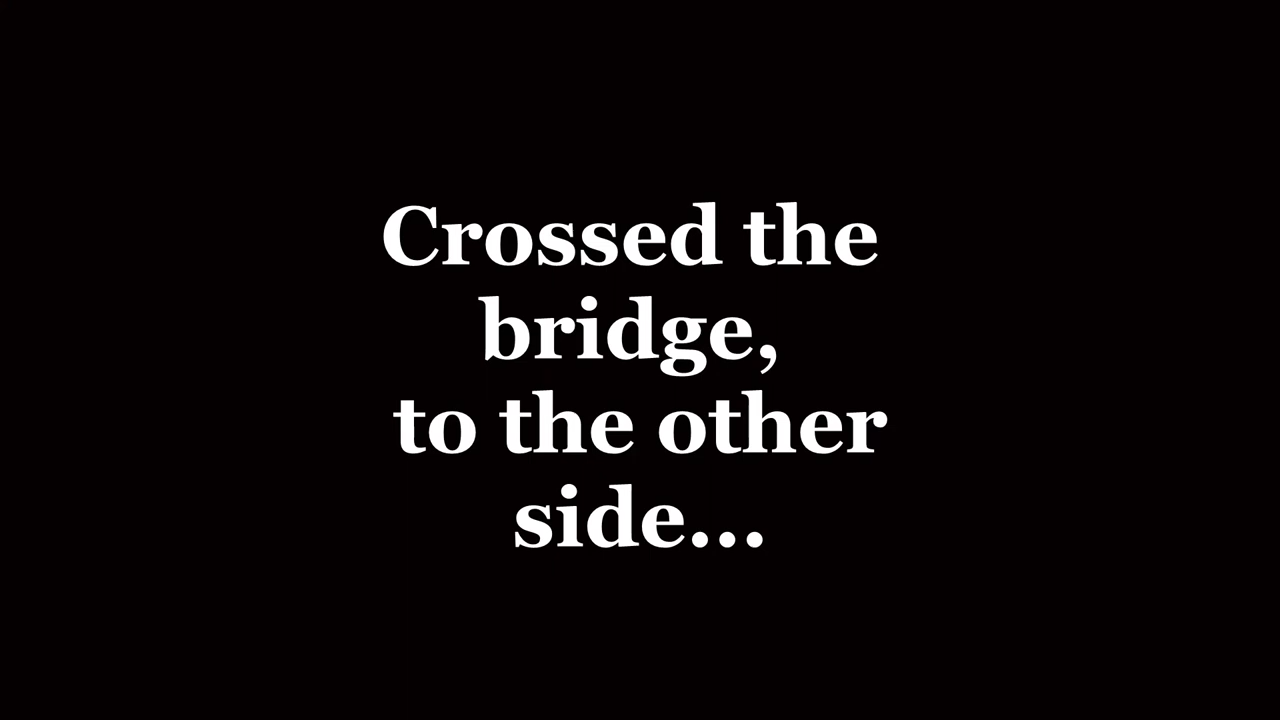 Crossed the
bridge,
to the other
side...